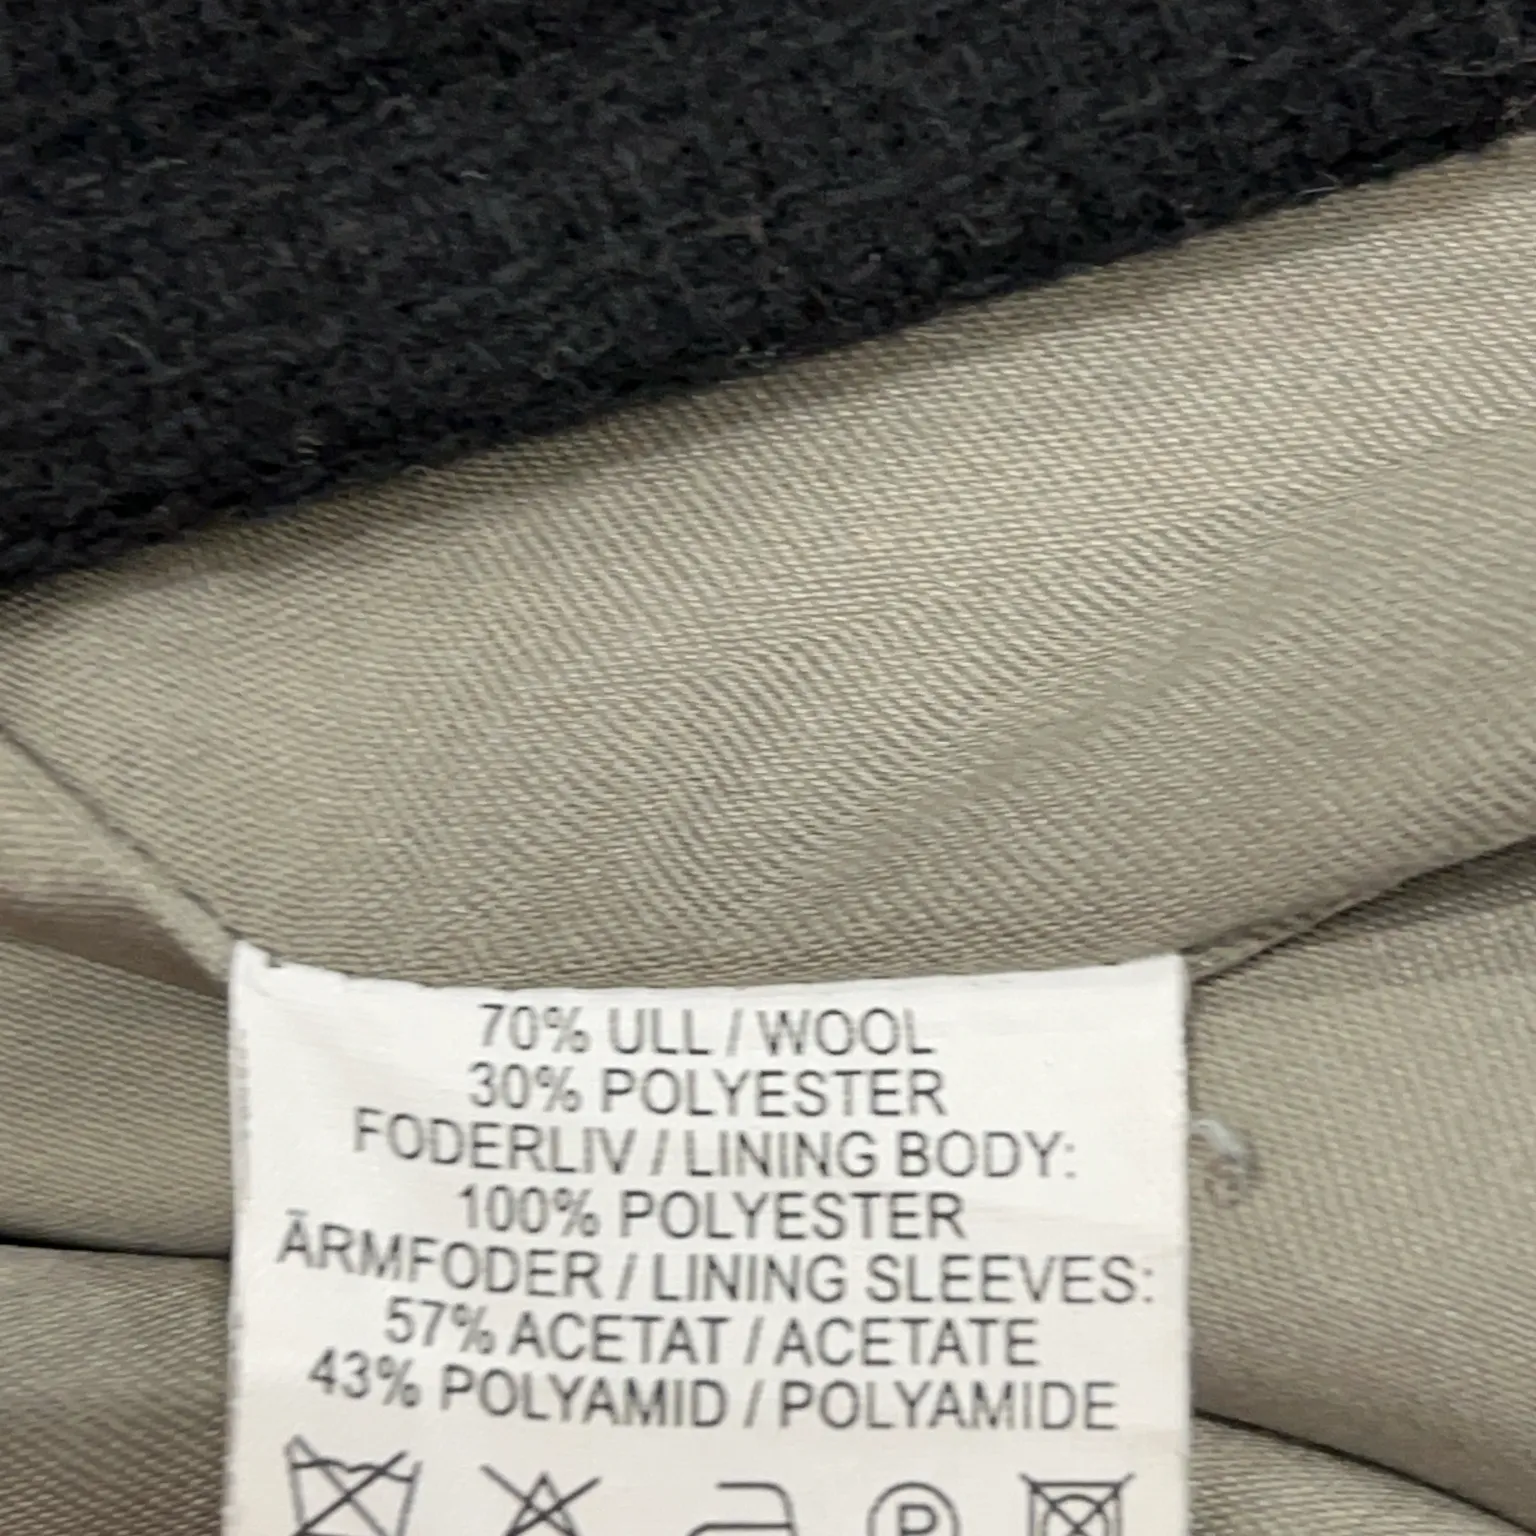 70% ULL / WOOL
30% POLYESTER
FODERLIV / LINING BODY:
100% POLYESTER
ÄRMFODER / LINING SLEEVES:
57% ACETAT / ACETATE
43% POLYAMID / POLYAMIDE
P